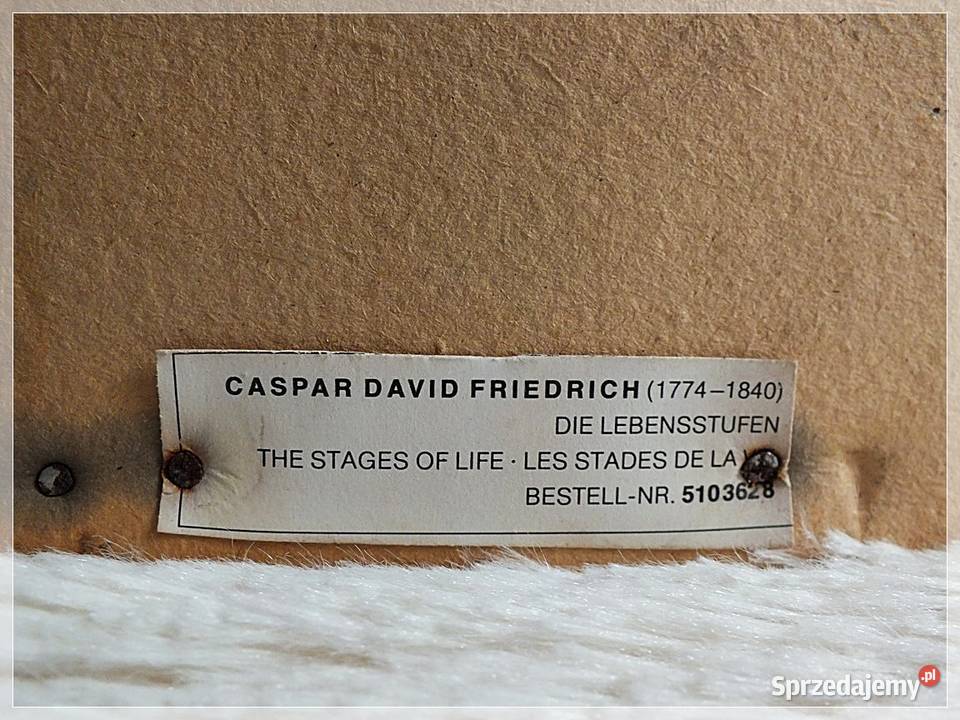 CASPAR DAVID FRIEDRICH (1774–1840)
DIE LEBENSSTUFEN
THE STAGES OF LIFE · LES STADES DE LA
BESTELL-NR. 5103628
Sprzedajemy.pl